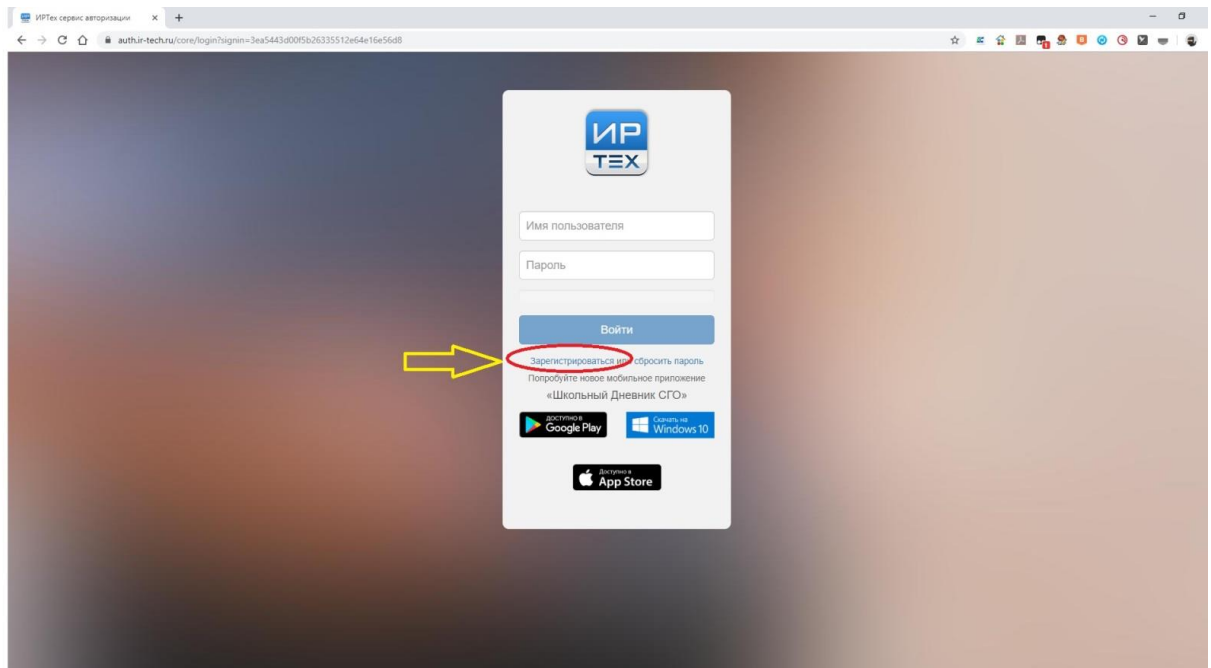 ИРТех сервис авторизации
auth.ir-tech.ru/core/login?signin=3ea5443d00f5b26335512e64e16e56d8
ИР
ТЕХ
Имя пользователя
Пароль
Войти
Зарегистрироваться или сбросить пароль
Попробуйте новое мобильное приложение
«Школьный Дневник СГО»
ДОСТУПНО В
Google Play
Скачать на
Windows 10
Доступно в
App Store